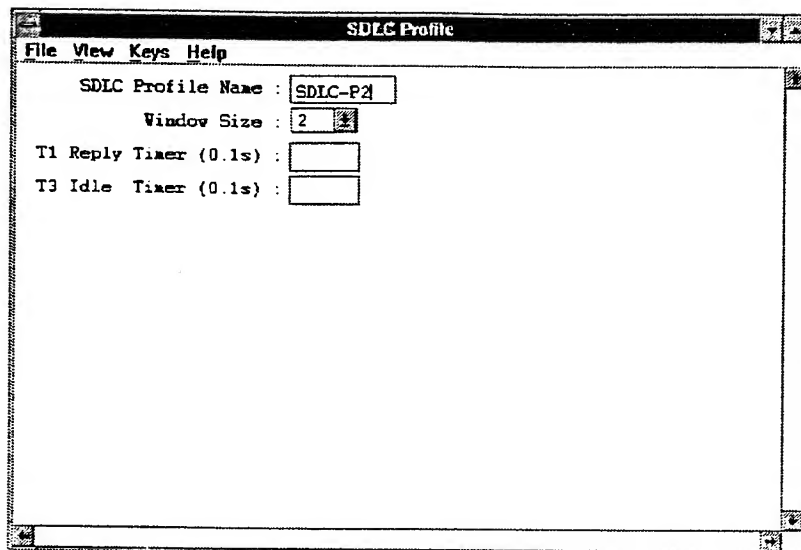 SDLC Profile
File View Keys Help
SDLC Profile Name : SDLC-P2
Window Size : 2
T1 Reply Timer (0.1s) :
T3 Idle Timer (0.1s) :